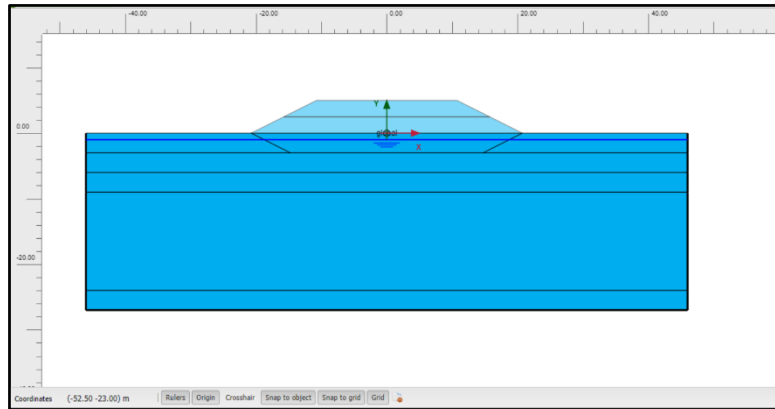 -40.00 -20.00 0.00 20.00 40.00
Y
0.00
global
X
-20.00
Coordinates (-52.50 -23.00) m Rulers Origin Crosshair Snap to object Snap to grid Grid